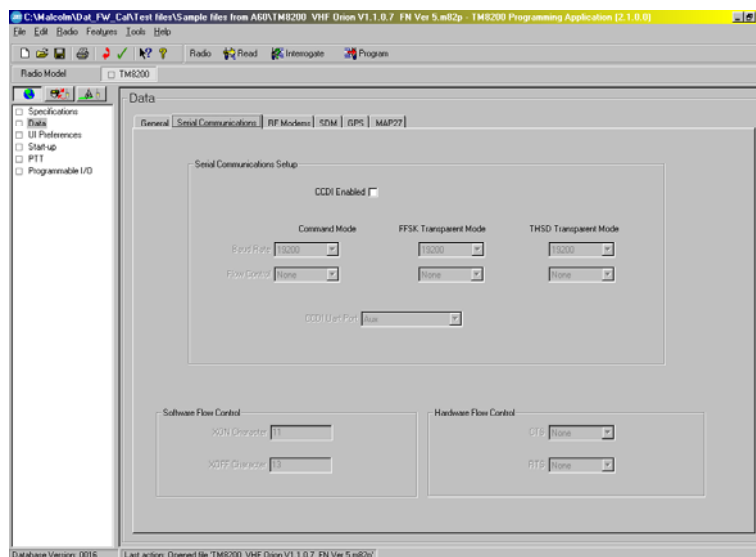 C:\Malcolm\Dat_FW_Cal\Test files\Sample files from A60\TM8200 VHF Orion V1.1.0.7 FN Ver 5.m82p - TM8200 Programming Application (2.1.0.0)
File Edit Radio Features Tools Help
Radio Read Interrogate Program
Radio Model TM8200
Specifications
Data
UI Preferences
Start-up
PTT
Programmable I/O
Data
General Serial Communications RF Modems SDM GPS MAP27
Serial Communications Setup
CCDI Enabled
Command Mode FFSK Transparent Mode THSD Transparent Mode
Baud Rate 19200 19200 19200
Flow Control None None None
CCDI Uart Port Aux
Software Flow Control
XON Character 11
XOFF Character 13
Hardware Flow Control
CTS None
RTS None
Database Version: 0016 Last action: Opened file 'TM8200 VHF Orion V1.1.0.7 FN Ver 5.m82p'